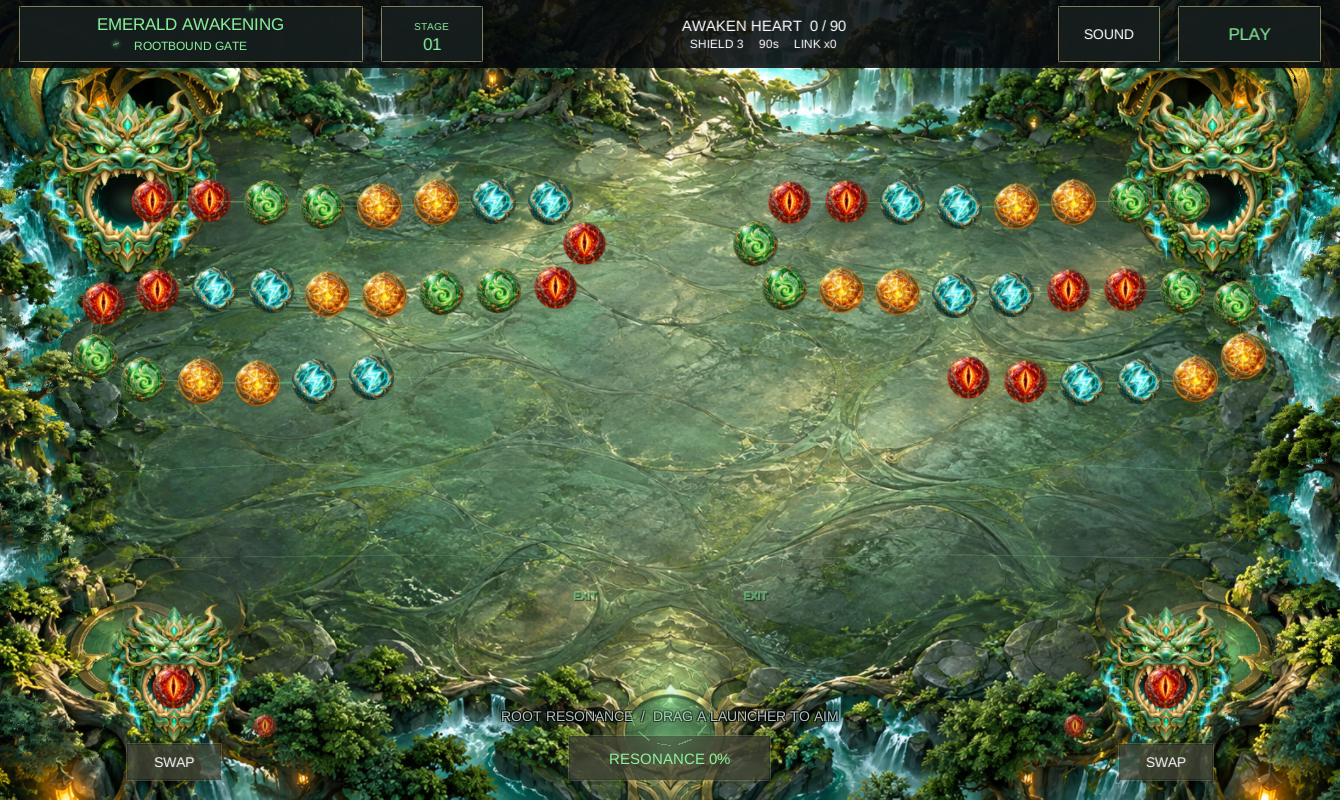 EMERALD AWAKENING
ROOTBOUND GATE
STAGE
01
AWAKEN HEART 0 / 90
SHIELD 3 90s LINK x0
SOUND
PLAY
EXIT
EXIT
ROOT RESONANCE / DRAG A LAUNCHER TO AIM
SWAP
RESONANCE 0%
SWAP